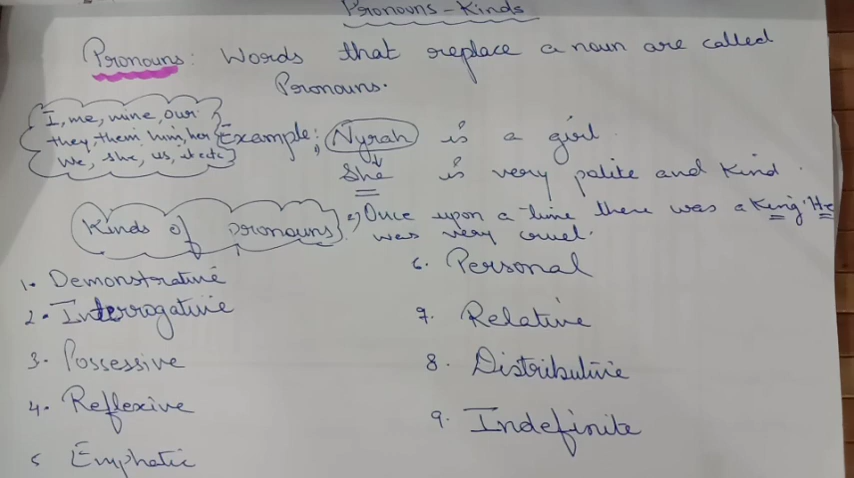 Pronouns - Kinds
Pronouns: Words that replace a noun are called
Pronouns.
I, me, mine, our
they, them, him, her
we, she, us, it etc
Example: Nyrah is a girl.
She is very polite and kind.
2, Once upon a time there was a King. He
was very cruel.
Kinds of pronouns
1. Demonstrative
2. Interrogative
3. Possessive
4. Reflexive
5 Emphatic
6. Personal
7. Relative
8. Distributive
9. Indefinite